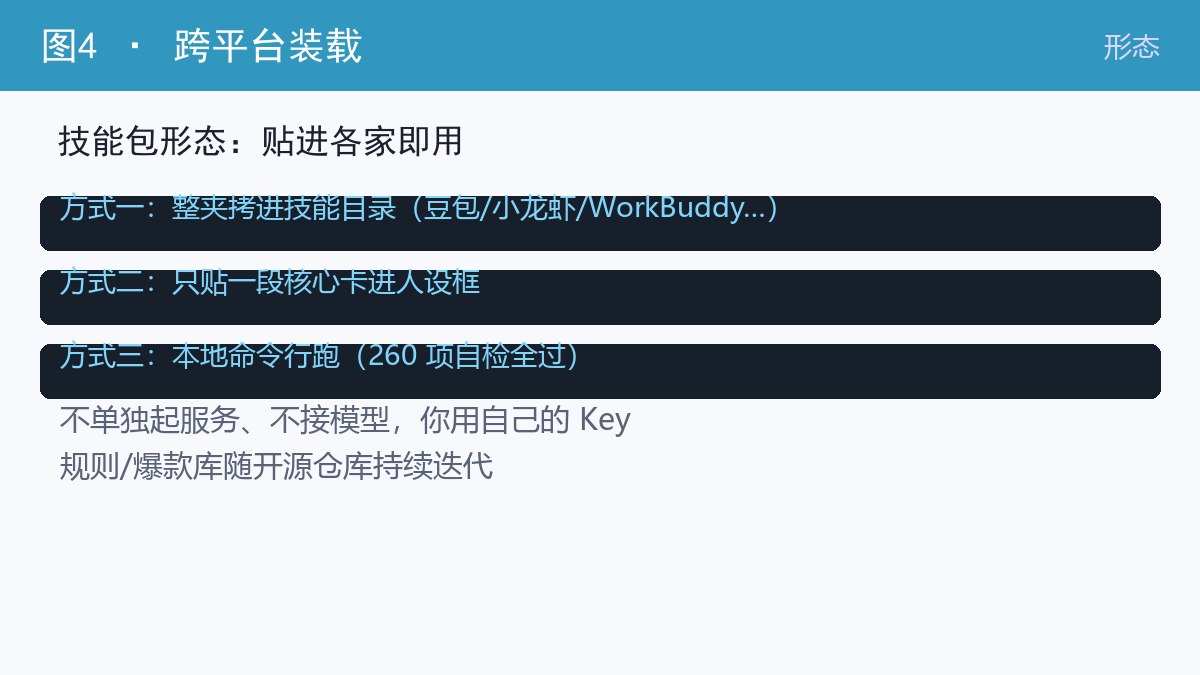 图4 · 跨平台装载
形态
技能包形态：贴进各家即用
方式一：整夹拷进技能目录（豆包/小龙虾/WorkBuddy…）
方式二：只贴一段核心卡进人设框
方式三：本地命令行跑（260 项自检全过）
不单独起服务、不接模型，你用自己的 Key
规则/爆款库随开源仓库持续迭代